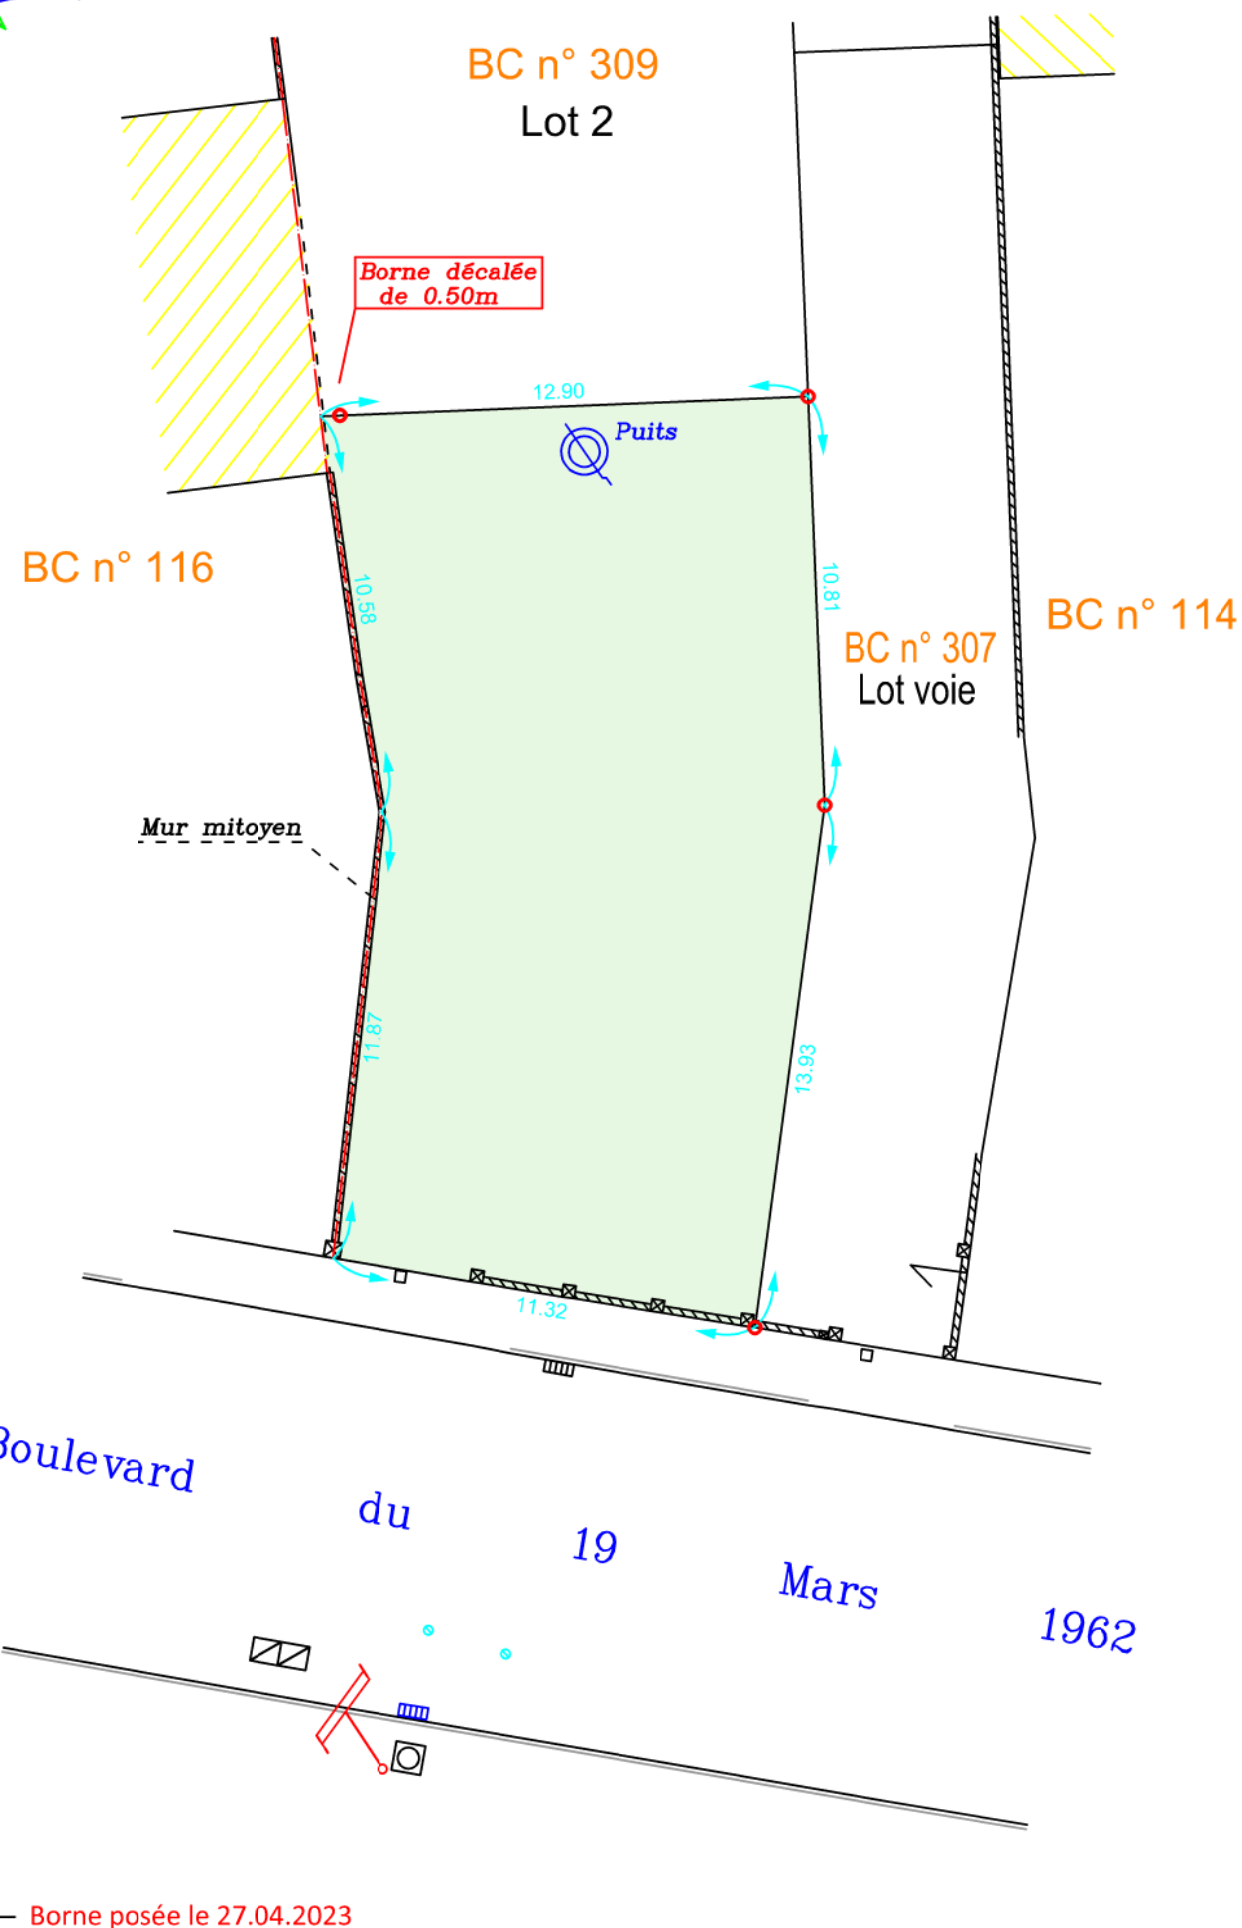 BC n° 309
Lot 2
Borne décalée
de 0.50m
12.90
Puits
BC n° 116
10.58
10.81
BC n° 114
BC n° 307
Lot voie
Mur mitoyen
11.87
13.93
11.32
Boulevard du 19 Mars 1962
Borne posée le 27.04.2023